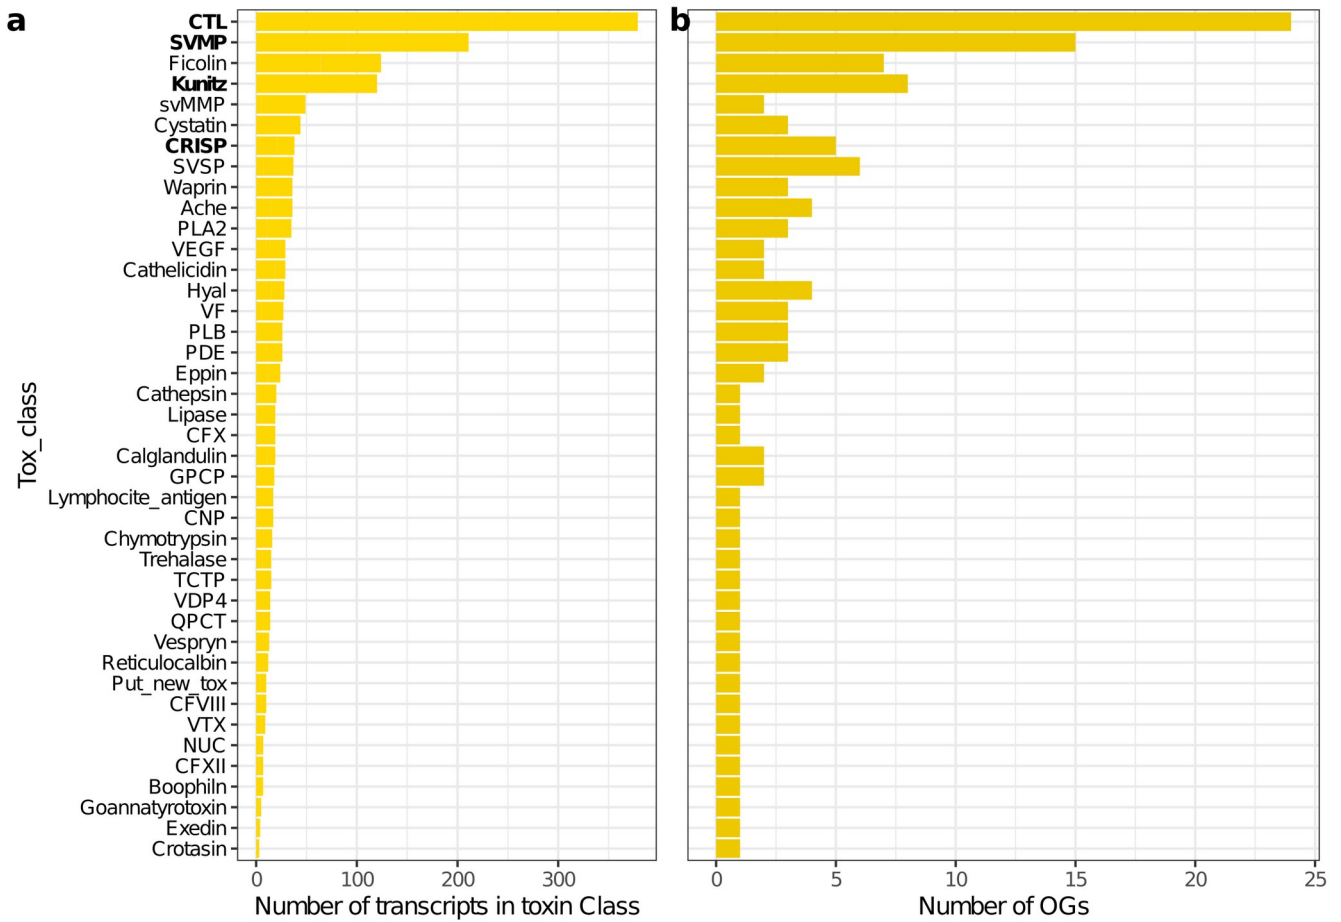 a
b
CTL
SVMP
Ficolin
Kunitz
svMMP
Cystatin
CRISP
SVSP
Waprin
Ache
PLA2
VEGF
Cathelicidin
Hyal
VF
PLB
PDE
Eppin
Cathepsin
Lipase
CFX
Calglandulin
GPCP
Lymphocite_antigen
CNP
Chymotrypsin
Trehalase
TCTP
VDP4
QPCT
Vespryn
Reticulocalbin
Put_new_tox
CFVIII
VTX
NUC
CFXII
Boophiln
Goannatyrotoxin
Exedin
Crotasin
Tox_class
0 100 200 300
0 5 10 15 20 25
Number of transcripts in toxin Class
Number of OGs